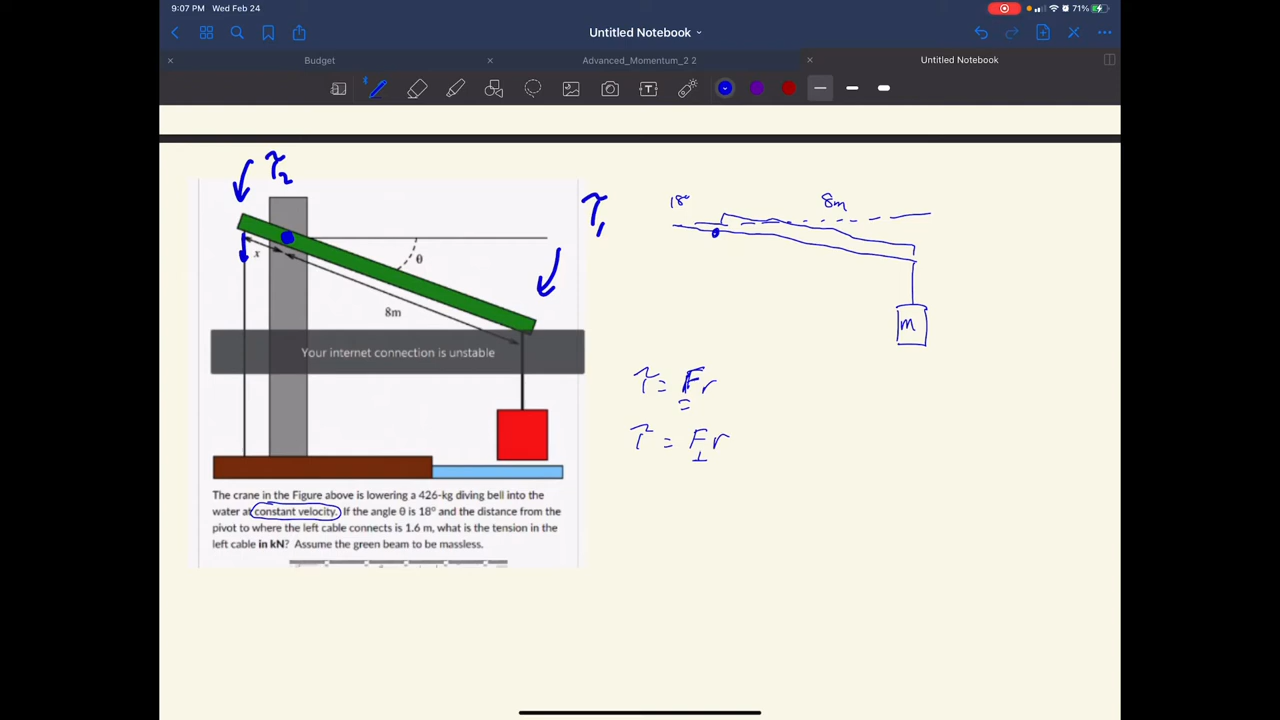 9:07 PM Wed Feb 24
71%
Untitled Notebook
Budget
Advanced_Momentum_2 2
Untitled Notebook
T
τ₂
τ₁
x
θ
8m
Your internet connection is unstable
18°
8m
m
τ = Fr
τ = F⊥r
The crane in the Figure above is lowering a 426-kg diving bell into the
water at constant velocity. If the angle θ is 18° and the distance from the
pivot to where the left cable connects is 1.6 m, what is the tension in the
left cable in kN? Assume the green beam to be massless.